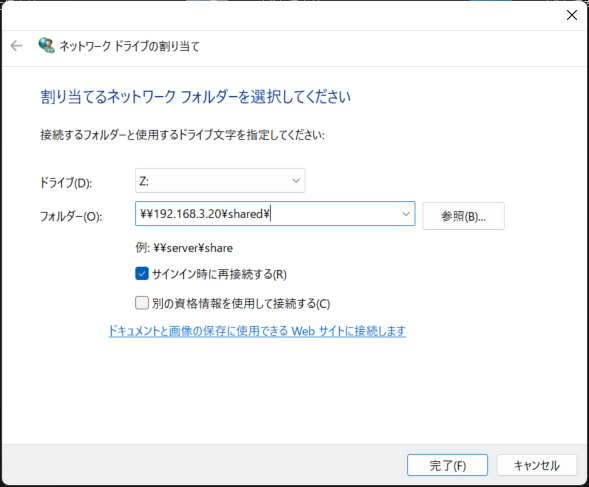 ネットワーク ドライブの割り当て
割り当てるネットワーク フォルダーを選択してください
接続するフォルダーと使用するドライブ文字を指定してください:
ドライブ(D): Z:
フォルダー(O): ¥¥192.168.3.20¥shared¥ 参照(B)...
例: ¥¥server¥share
サインイン時に再接続する(R)
別の資格情報を使用して接続する(C)
ドキュメントと画像の保存に使用できる Web サイトに接続します
完了(F) キャンセル